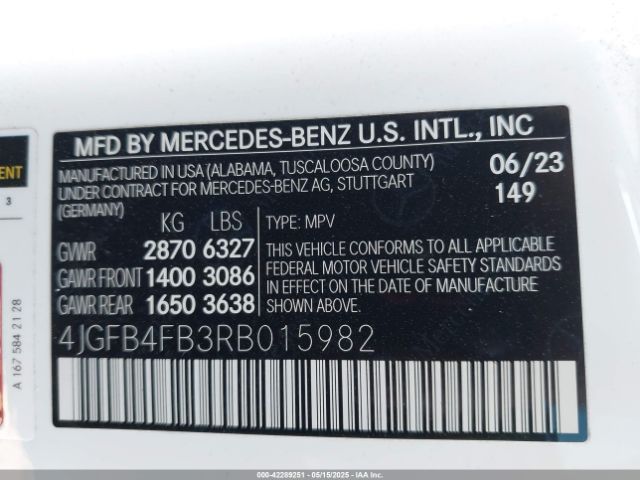 MFD BY MERCEDES-BENZ U.S. INTL., INC
MANUFACTURED IN USA (ALABAMA, TUSCALOOSA COUNTY)
UNDER CONTRACT FOR MERCEDES-BENZ AG, STUTTGART
(GERMANY)
06/23
149
KG LBS
GVWR 2870 6327
GAWR FRONT 1400 3086
GAWR REAR 1650 3638
TYPE: MPV
THIS VEHICLE CONFORMS TO ALL APPLICABLE
FEDERAL MOTOR VEHICLE SAFETY STANDARDS
IN EFFECT ON THE DATE OF MANUFACTURE
SHOWN ABOVE.
4JGFB4FB3RB015982
3
A 167 584 21 28
000-42289251 - 05/15/2025 - IAA Inc.